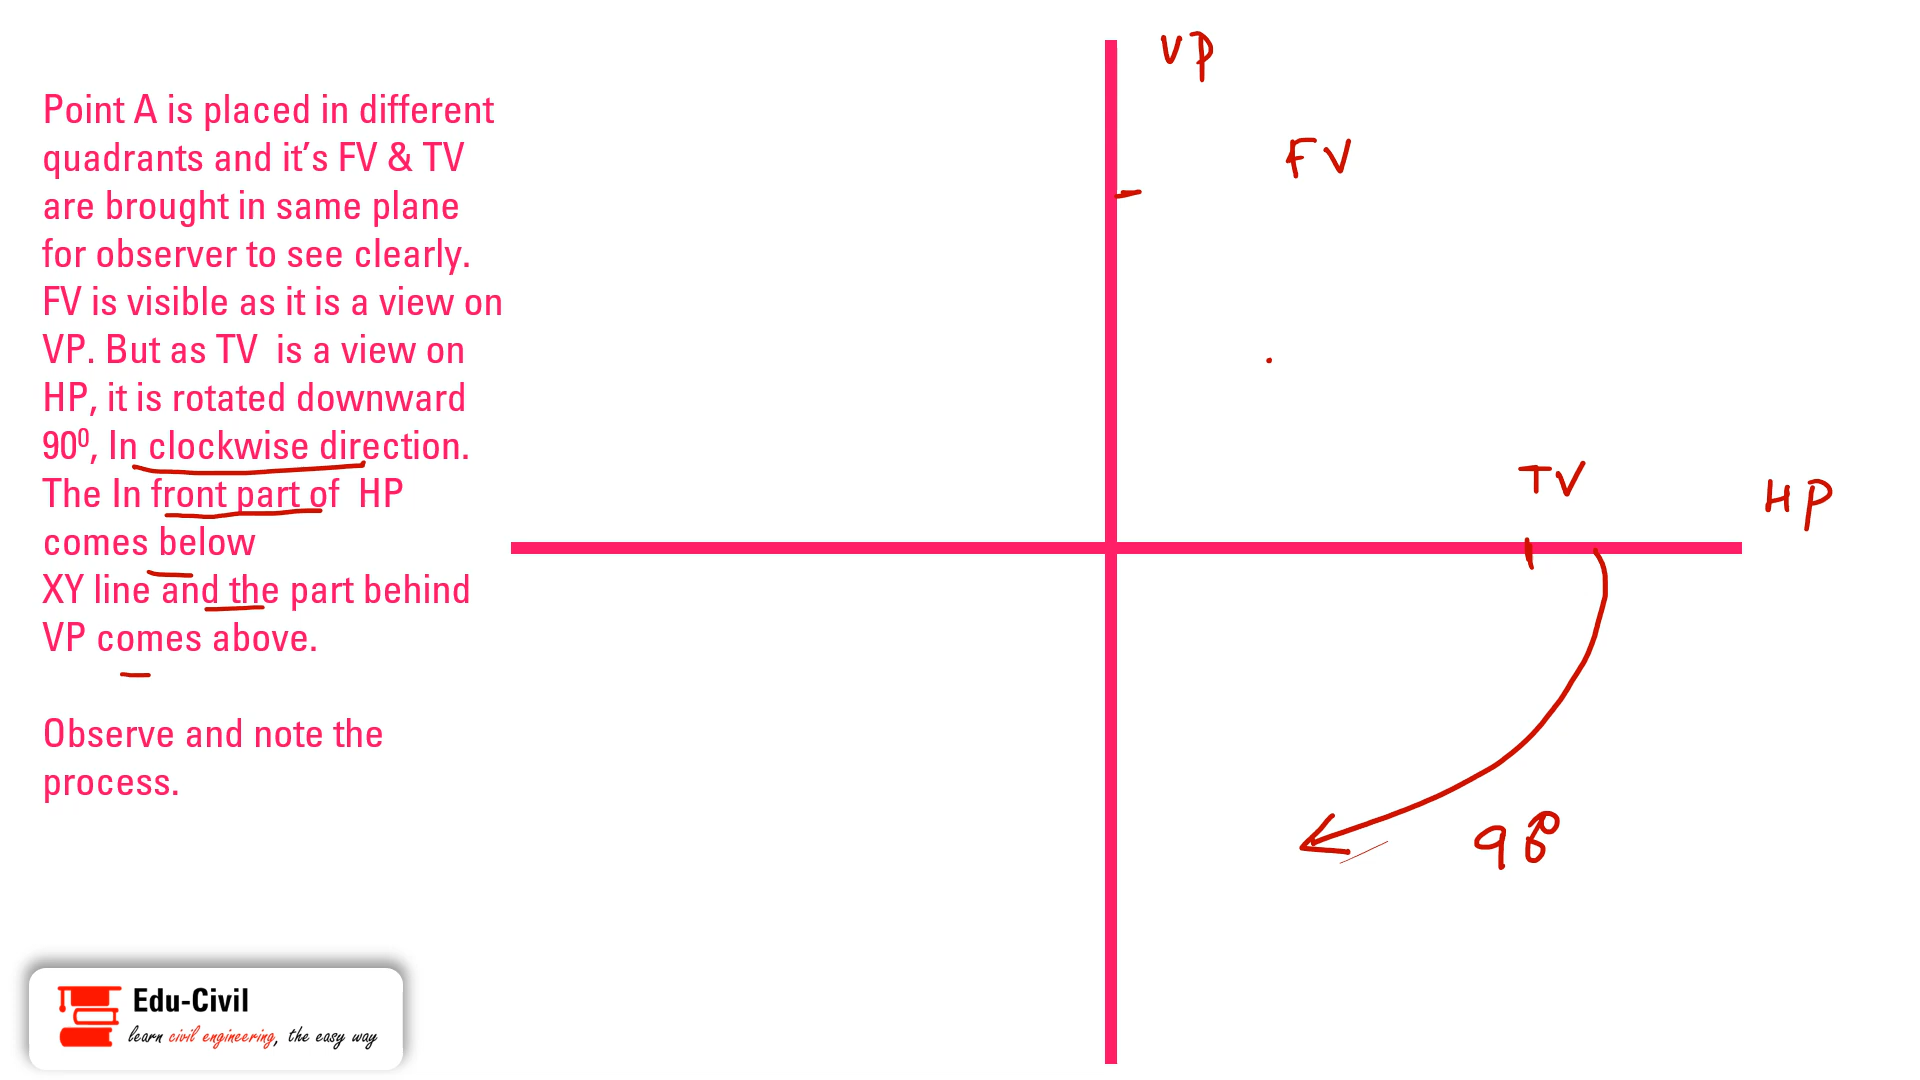 Point A is placed in different
quadrants and it’s FV & TV
are brought in same plane
for observer to see clearly.
FV is visible as it is a view on
VP. But as TV  is a view on
HP, it is rotated downward
90⁰, In clockwise direction.
The In front part of  HP
comes below
XY line and the part behind
VP comes above.
Observe and note the
process.
VP
FV
TV
HP
90°
Edu-Civil
learn civil engineering, the easy way